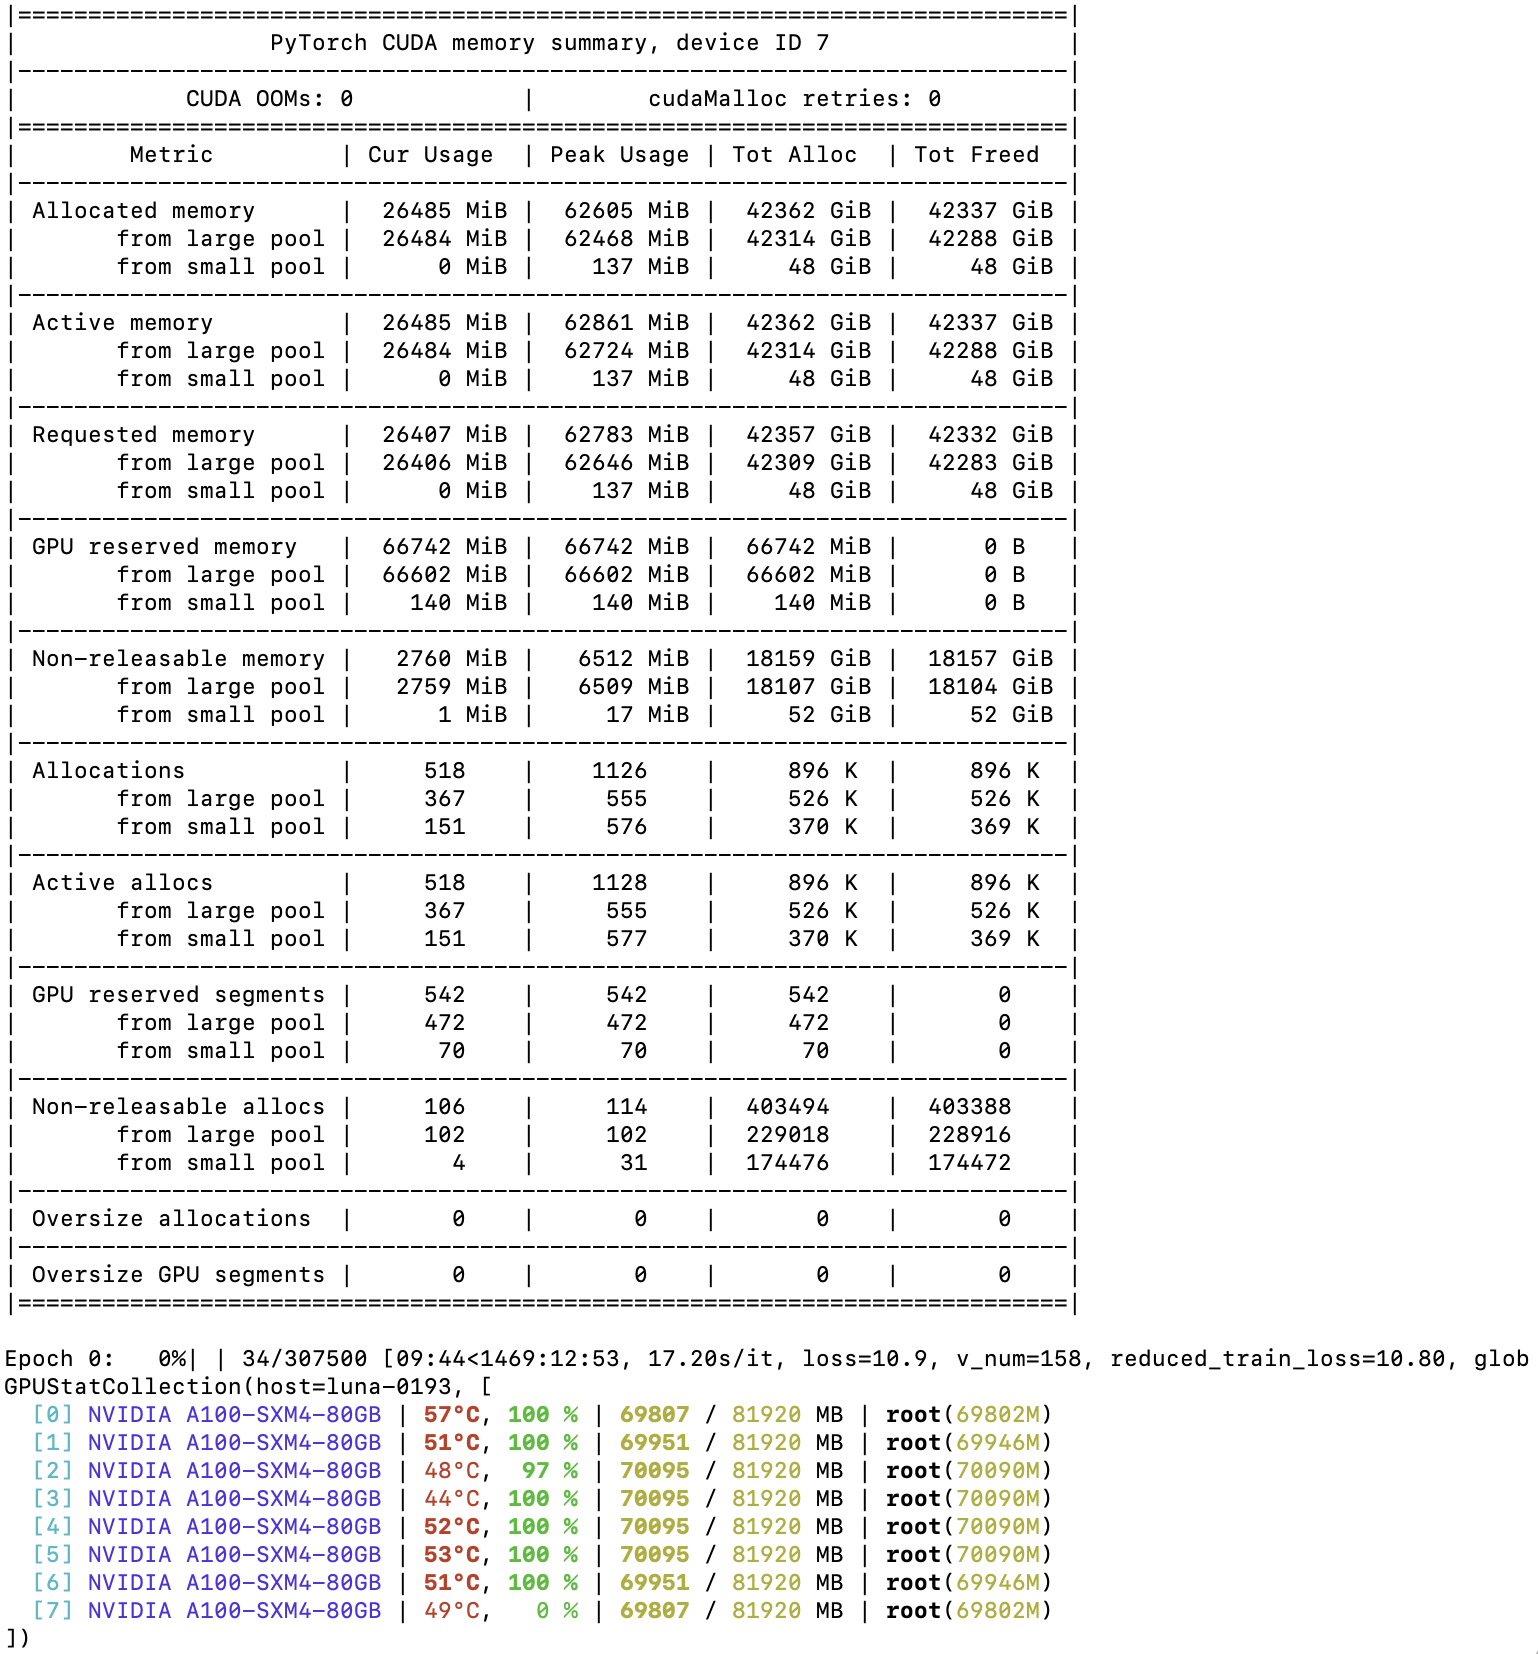 |===========================================================================|
|                  PyTorch CUDA memory summary, device ID 7                 |
|---------------------------------------------------------------------------|
|            CUDA OOMs: 0            |        cudaMalloc retries: 0         |
|===========================================================================|
|        Metric         | Cur Usage  | Peak Usage | Tot Alloc  | Tot Freed  |
|---------------------------------------------------------------------------|
| Allocated memory      |  26485 MiB |  62605 MiB |  42362 GiB |  42337 GiB |
|       from large pool |  26484 MiB |  62468 MiB |  42314 GiB |  42288 GiB |
|       from small pool |      0 MiB |    137 MiB |     48 GiB |     48 GiB |
|---------------------------------------------------------------------------|
| Active memory         |  26485 MiB |  62861 MiB |  42362 GiB |  42337 GiB |
|       from large pool |  26484 MiB |  62724 MiB |  42314 GiB |  42288 GiB |
|       from small pool |      0 MiB |    137 MiB |     48 GiB |     48 GiB |
|---------------------------------------------------------------------------|
| Requested memory      |  26407 MiB |  62783 MiB |  42357 GiB |  42332 GiB |
|       from large pool |  26406 MiB |  62646 MiB |  42309 GiB |  42283 GiB |
|       from small pool |      0 MiB |    137 MiB |     48 GiB |     48 GiB |
|---------------------------------------------------------------------------|
| GPU reserved memory   |  66742 MiB |  66742 MiB |  66742 MiB |      0 B   |
|       from large pool |  66602 MiB |  66602 MiB |  66602 MiB |      0 B   |
|       from small pool |    140 MiB |    140 MiB |    140 MiB |      0 B   |
|---------------------------------------------------------------------------|
| Non-releasable memory |   2760 MiB |   6512 MiB |  18159 GiB |  18157 GiB |
|       from large pool |   2759 MiB |   6509 MiB |  18107 GiB |  18104 GiB |
|       from small pool |      1 MiB |     17 MiB |     52 GiB |     52 GiB |
|---------------------------------------------------------------------------|
| Allocations           |     518    |    1126    |     896 K  |     896 K  |
|       from large pool |     367    |     555    |     526 K  |     526 K  |
|       from small pool |     151    |     576    |     370 K  |     369 K  |
|---------------------------------------------------------------------------|
| Active allocs         |     518    |    1128    |     896 K  |     896 K  |
|       from large pool |     367    |     555    |     526 K  |     526 K  |
|       from small pool |     151    |     577    |     370 K  |     369 K  |
|---------------------------------------------------------------------------|
| GPU reserved segments |     542    |     542    |     542    |       0    |
|       from large pool |     472    |     472    |     472    |       0    |
|       from small pool |      70    |      70    |      70    |       0    |
|---------------------------------------------------------------------------|
| Non-releasable allocs |     106    |     114    |  403494    |  403388    |
|       from large pool |     102    |     102    |  229018    |  228916    |
|       from small pool |       4    |      31    |  174476    |  174472    |
|---------------------------------------------------------------------------|
| Oversize allocations  |       0    |       0    |       0    |       0    |
|---------------------------------------------------------------------------|
| Oversize GPU segments |       0    |       0    |       0    |       0    |
|===========================================================================|
Epoch 0:   0%| | 34/307500 [09:44<1469:12:53, 17.20s/it, loss=10.9, v_num=158, reduced_train_loss=10.80, glob
GPUStatCollection(host=luna-0193, [
  [0] NVIDIA A100-SXM4-80GB | 57°C, 100 % | 69807 / 81920 MB | root(69802M)
  [1] NVIDIA A100-SXM4-80GB | 51°C, 100 % | 69951 / 81920 MB | root(69946M)
  [2] NVIDIA A100-SXM4-80GB | 48°C,  97 % | 70095 / 81920 MB | root(70090M)
  [3] NVIDIA A100-SXM4-80GB | 44°C, 100 % | 70095 / 81920 MB | root(70090M)
  [4] NVIDIA A100-SXM4-80GB | 52°C, 100 % | 70095 / 81920 MB | root(70090M)
  [5] NVIDIA A100-SXM4-80GB | 53°C, 100 % | 70095 / 81920 MB | root(70090M)
  [6] NVIDIA A100-SXM4-80GB | 51°C, 100 % | 69951 / 81920 MB | root(69946M)
  [7] NVIDIA A100-SXM4-80GB | 49°C,   0 % | 69807 / 81920 MB | root(69802M)
])